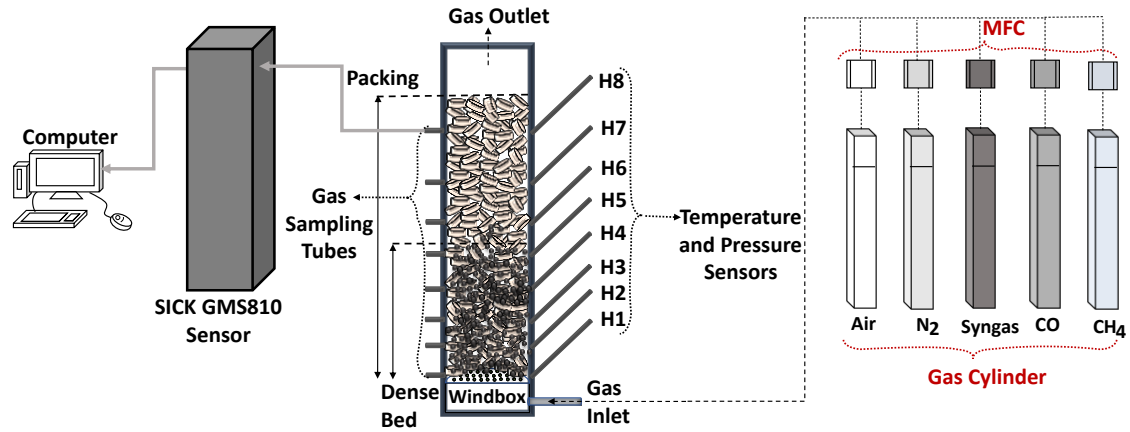 Gas Outlet
Packing
Computer
Gas
Sampling
Tubes
SICK GMS810
Sensor
Dense
Bed
Windbox
Gas
Inlet
H8
H7
H6
H5
H4
H3
H2
H1
Temperature
and Pressure
Sensors
MFC
Air N2 Syngas CO CH4
Gas Cylinder